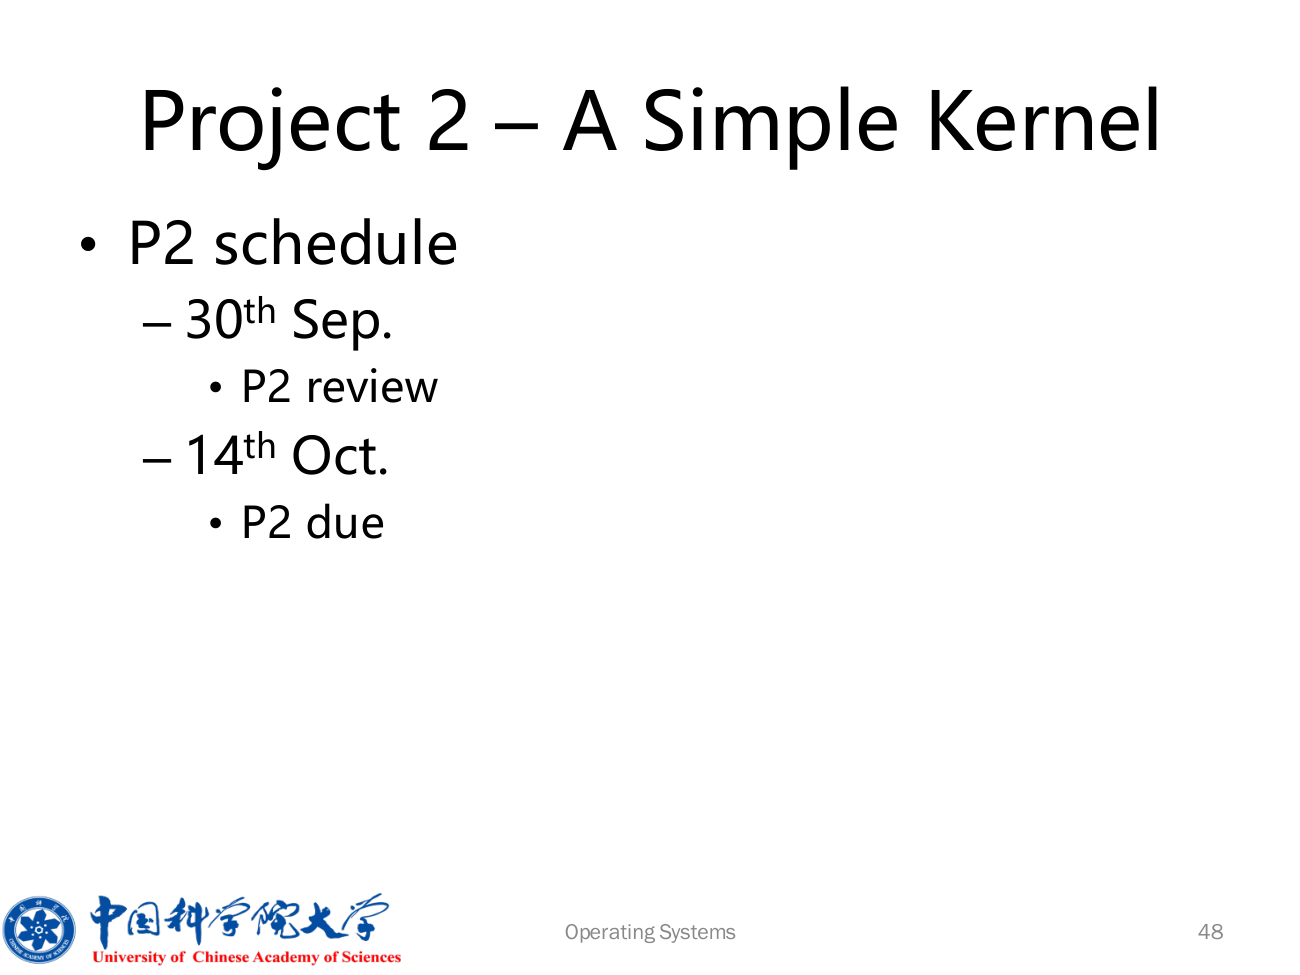 Project 2 – A Simple Kernel
• P2 schedule
– 30th Sep.
• P2 review
– 14th Oct.
• P2 due
中国科学院大学
University of Chinese Academy of Sciences
Operating Systems
48